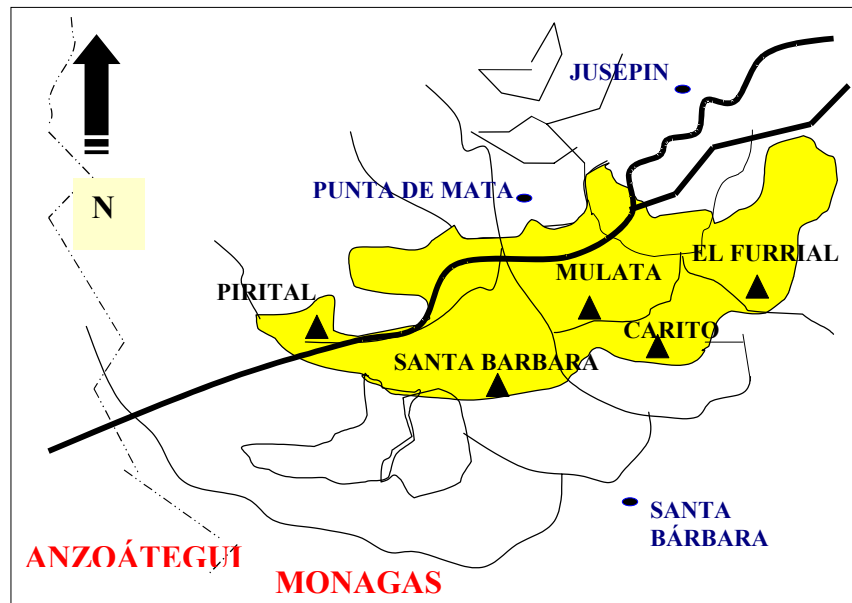 JUSEPIN
N
PUNTA DE MATA
EL FURRIAL
MULATA
PIRITAL
CARITO
SANTA BARBARA
SANTA
BÁRBARA
ANZOÁTEGUI
MONAGAS